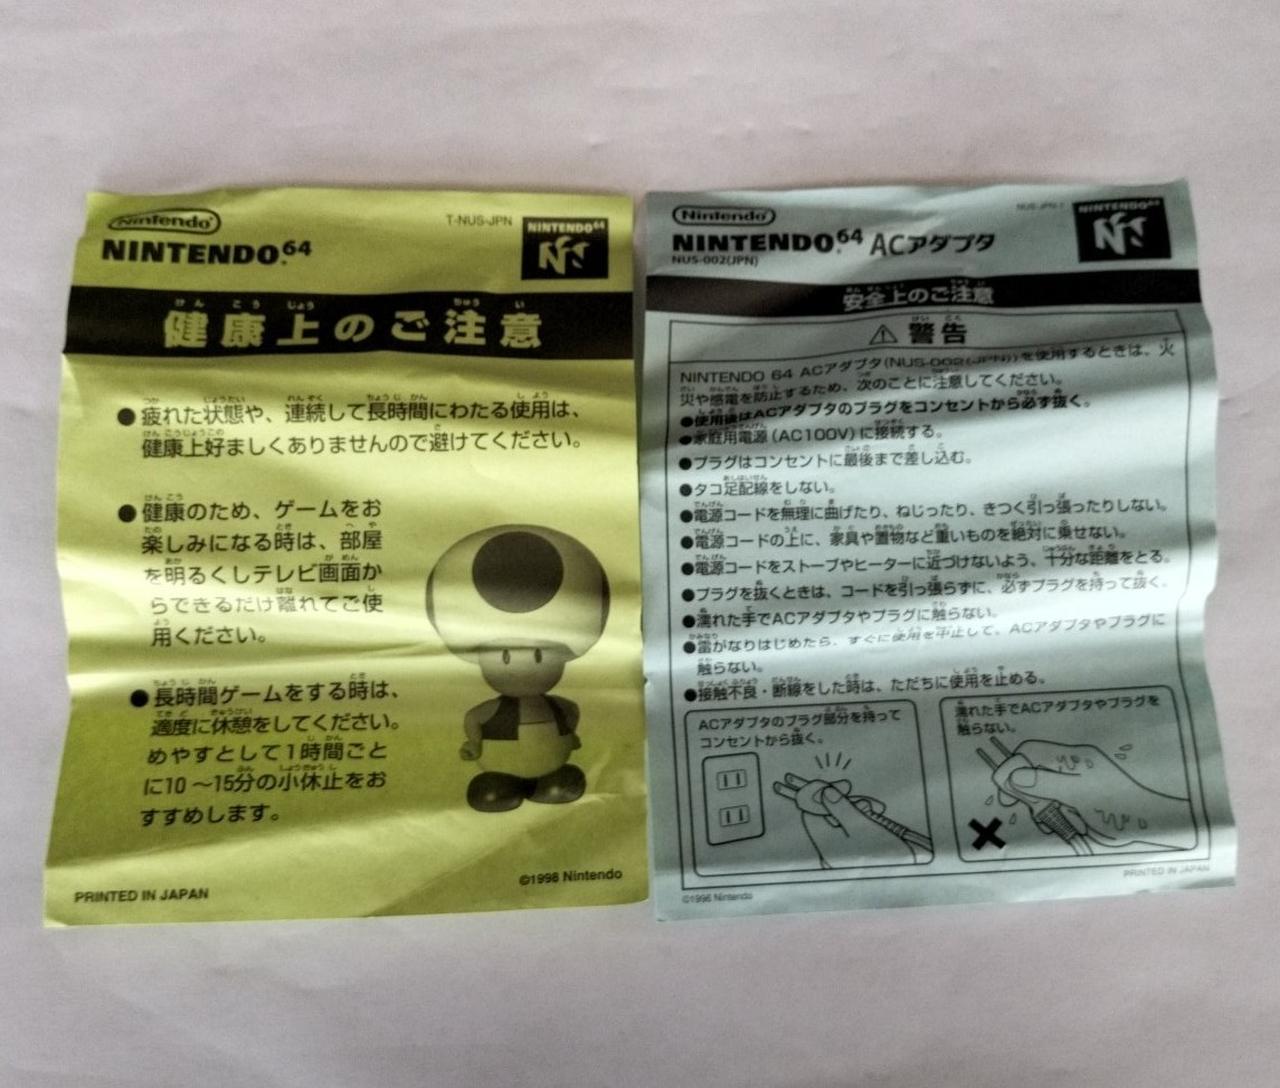 Nintendo
NINTENDO 64
T-NUS-JPN
NINTENDO 64
健康上のご注意
けんこうじょう ちゅうい
●疲れた状態や、連続して長時間にわたる使用は、
健康上好ましくありませんので避けてください。
●健康のため、ゲームをお
楽しみになる時は、部屋
を明るくしテレビ画面か
らできるだけ離れてご使
用ください。
●長時間ゲームをする時は、
適度に休憩をしてください。
めやすとして1時間ごと
に10～15分の小休止をお
すすめします。
PRINTED IN JAPAN
©1998 Nintendo
Nintendo
NINTENDO 64 ACアダプタ
NUS-002(JPN)
NUS-JPN-1
NINTENDO 64
安全上のご注意
⚠警告
けいこく
NINTENDO 64 ACアダプタ(NUS-002(JPN))を使用するときは、火
災や感電を防止するため、次のことに注意してください。
●使用後はACアダプタのプラグをコンセントから必ず抜く。
●家庭用電源(AC100V)に接続する。
●プラグはコンセントに最後まで差し込む。
●タコ足配線をしない。
●電源コードを無理に曲げたり、ねじったり、きつく引っ張ったりしない。
●電源コードの上に、家具や置物など重いものを絶対に乗せない。
●電源コードをストーブやヒーターに近づけないよう、十分な距離をとる。
●プラグを抜くときは、コードを引っ張らずに、必ずプラグを持って抜く。
●濡れた手でACアダプタやプラグに触らない。
●雷がなりはじめたら、すぐに使用を中止して、ACアダプタやプラグに
触らない。
●接触不良・断線をした時は、ただちに使用を止める。
ACアダプタのプラグ部分を持って
コンセントから抜く。
濡れた手でACアダプタやプラグを
触らない。
PRINTED IN JAPAN
©1996 Nintendo